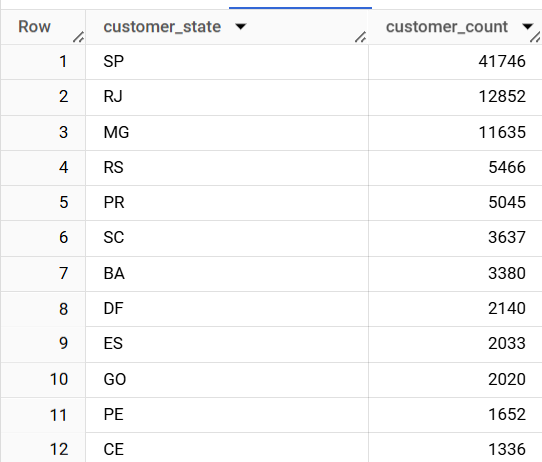 Row customer_state customer_count
1 SP 41746
2 RJ 12852
3 MG 11635
4 RS 5466
5 PR 5045
6 SC 3637
7 BA 3380
8 DF 2140
9 ES 2033
10 GO 2020
11 PE 1652
12 CE 1336